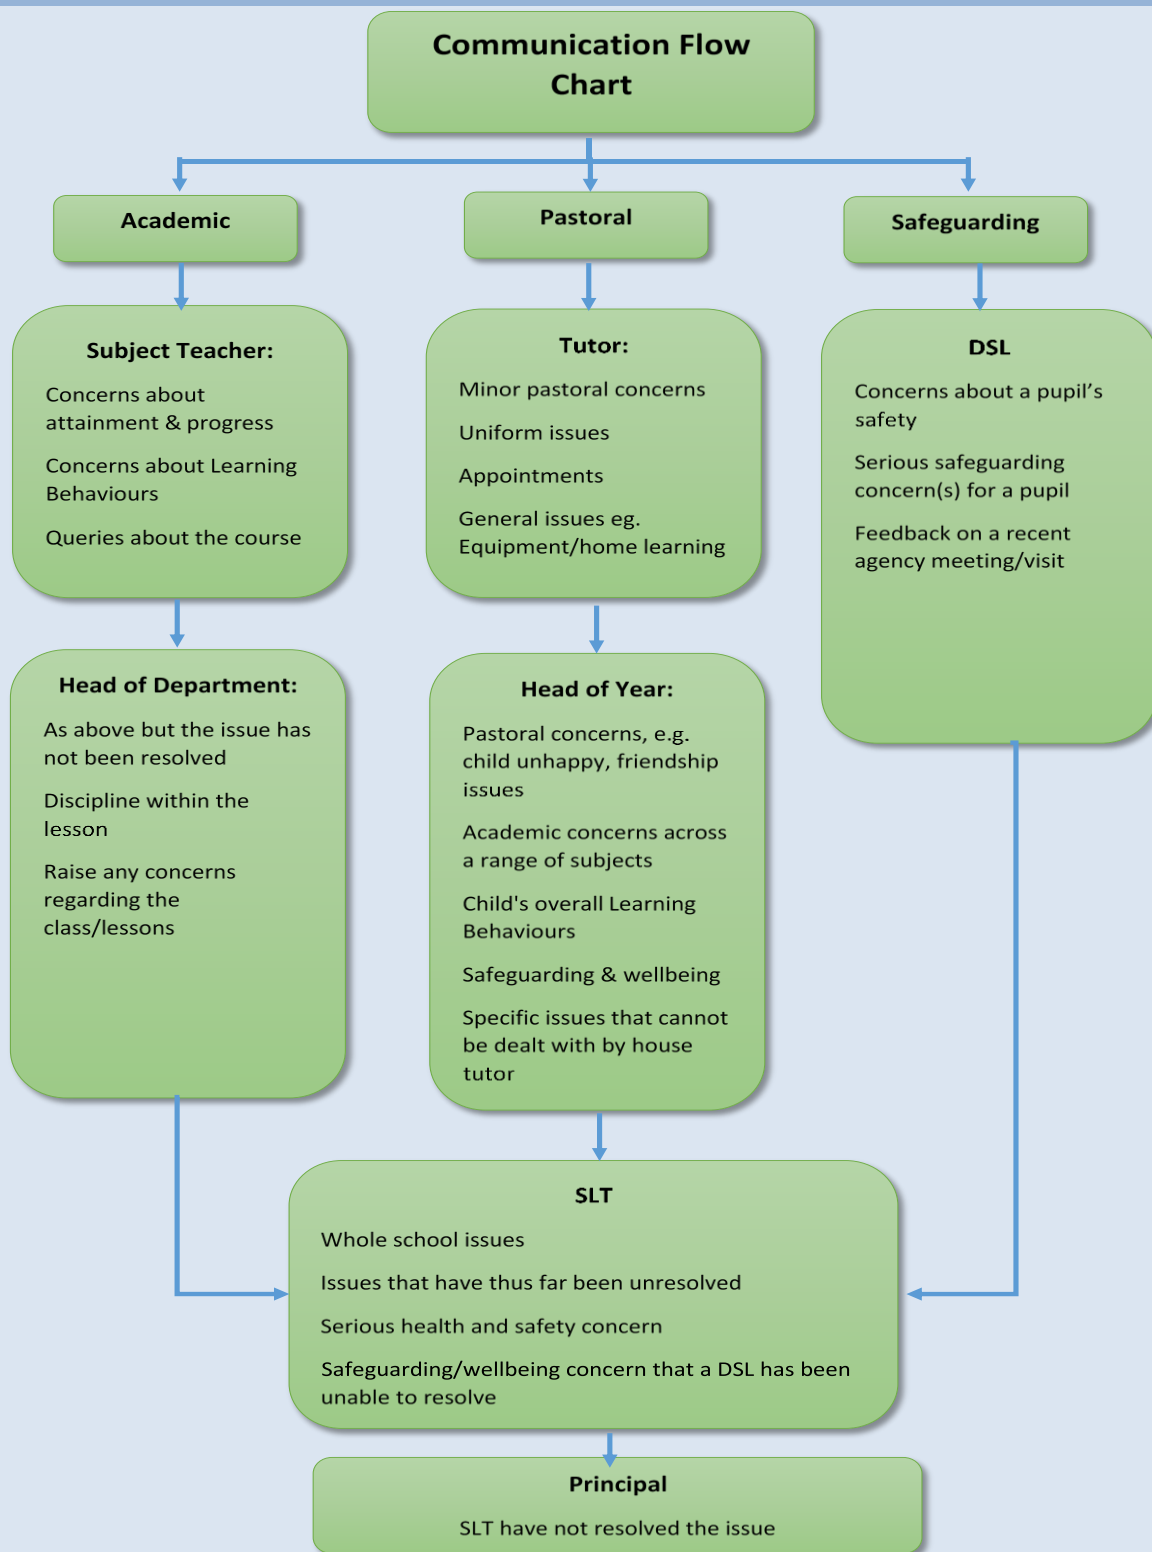 Communication Flow
Chart
Academic
Pastoral
Safeguarding
Subject Teacher:
Concerns about
attainment & progress
Concerns about Learning
Behaviours
Queries about the course
Tutor:
Minor pastoral concerns
Uniform issues
Appointments
General issues eg.
Equipment/home learning
DSL
Concerns about a pupil’s
safety
Serious safeguarding
concern(s) for a pupil
Feedback on a recent
agency meeting/visit
Head of Department:
As above but the issue has
not been resolved
Discipline within the
lesson
Raise any concerns
regarding the
class/lessons
Head of Year:
Pastoral concerns, e.g.
child unhappy, friendship
issues
Academic concerns across
a range of subjects
Child's overall Learning
Behaviours
Safeguarding & wellbeing
Specific issues that cannot
be dealt with by house
tutor
SLT
Whole school issues
Issues that have thus far been unresolved
Serious health and safety concern
Safeguarding/wellbeing concern that a DSL has been
unable to resolve
Principal
SLT have not resolved the issue